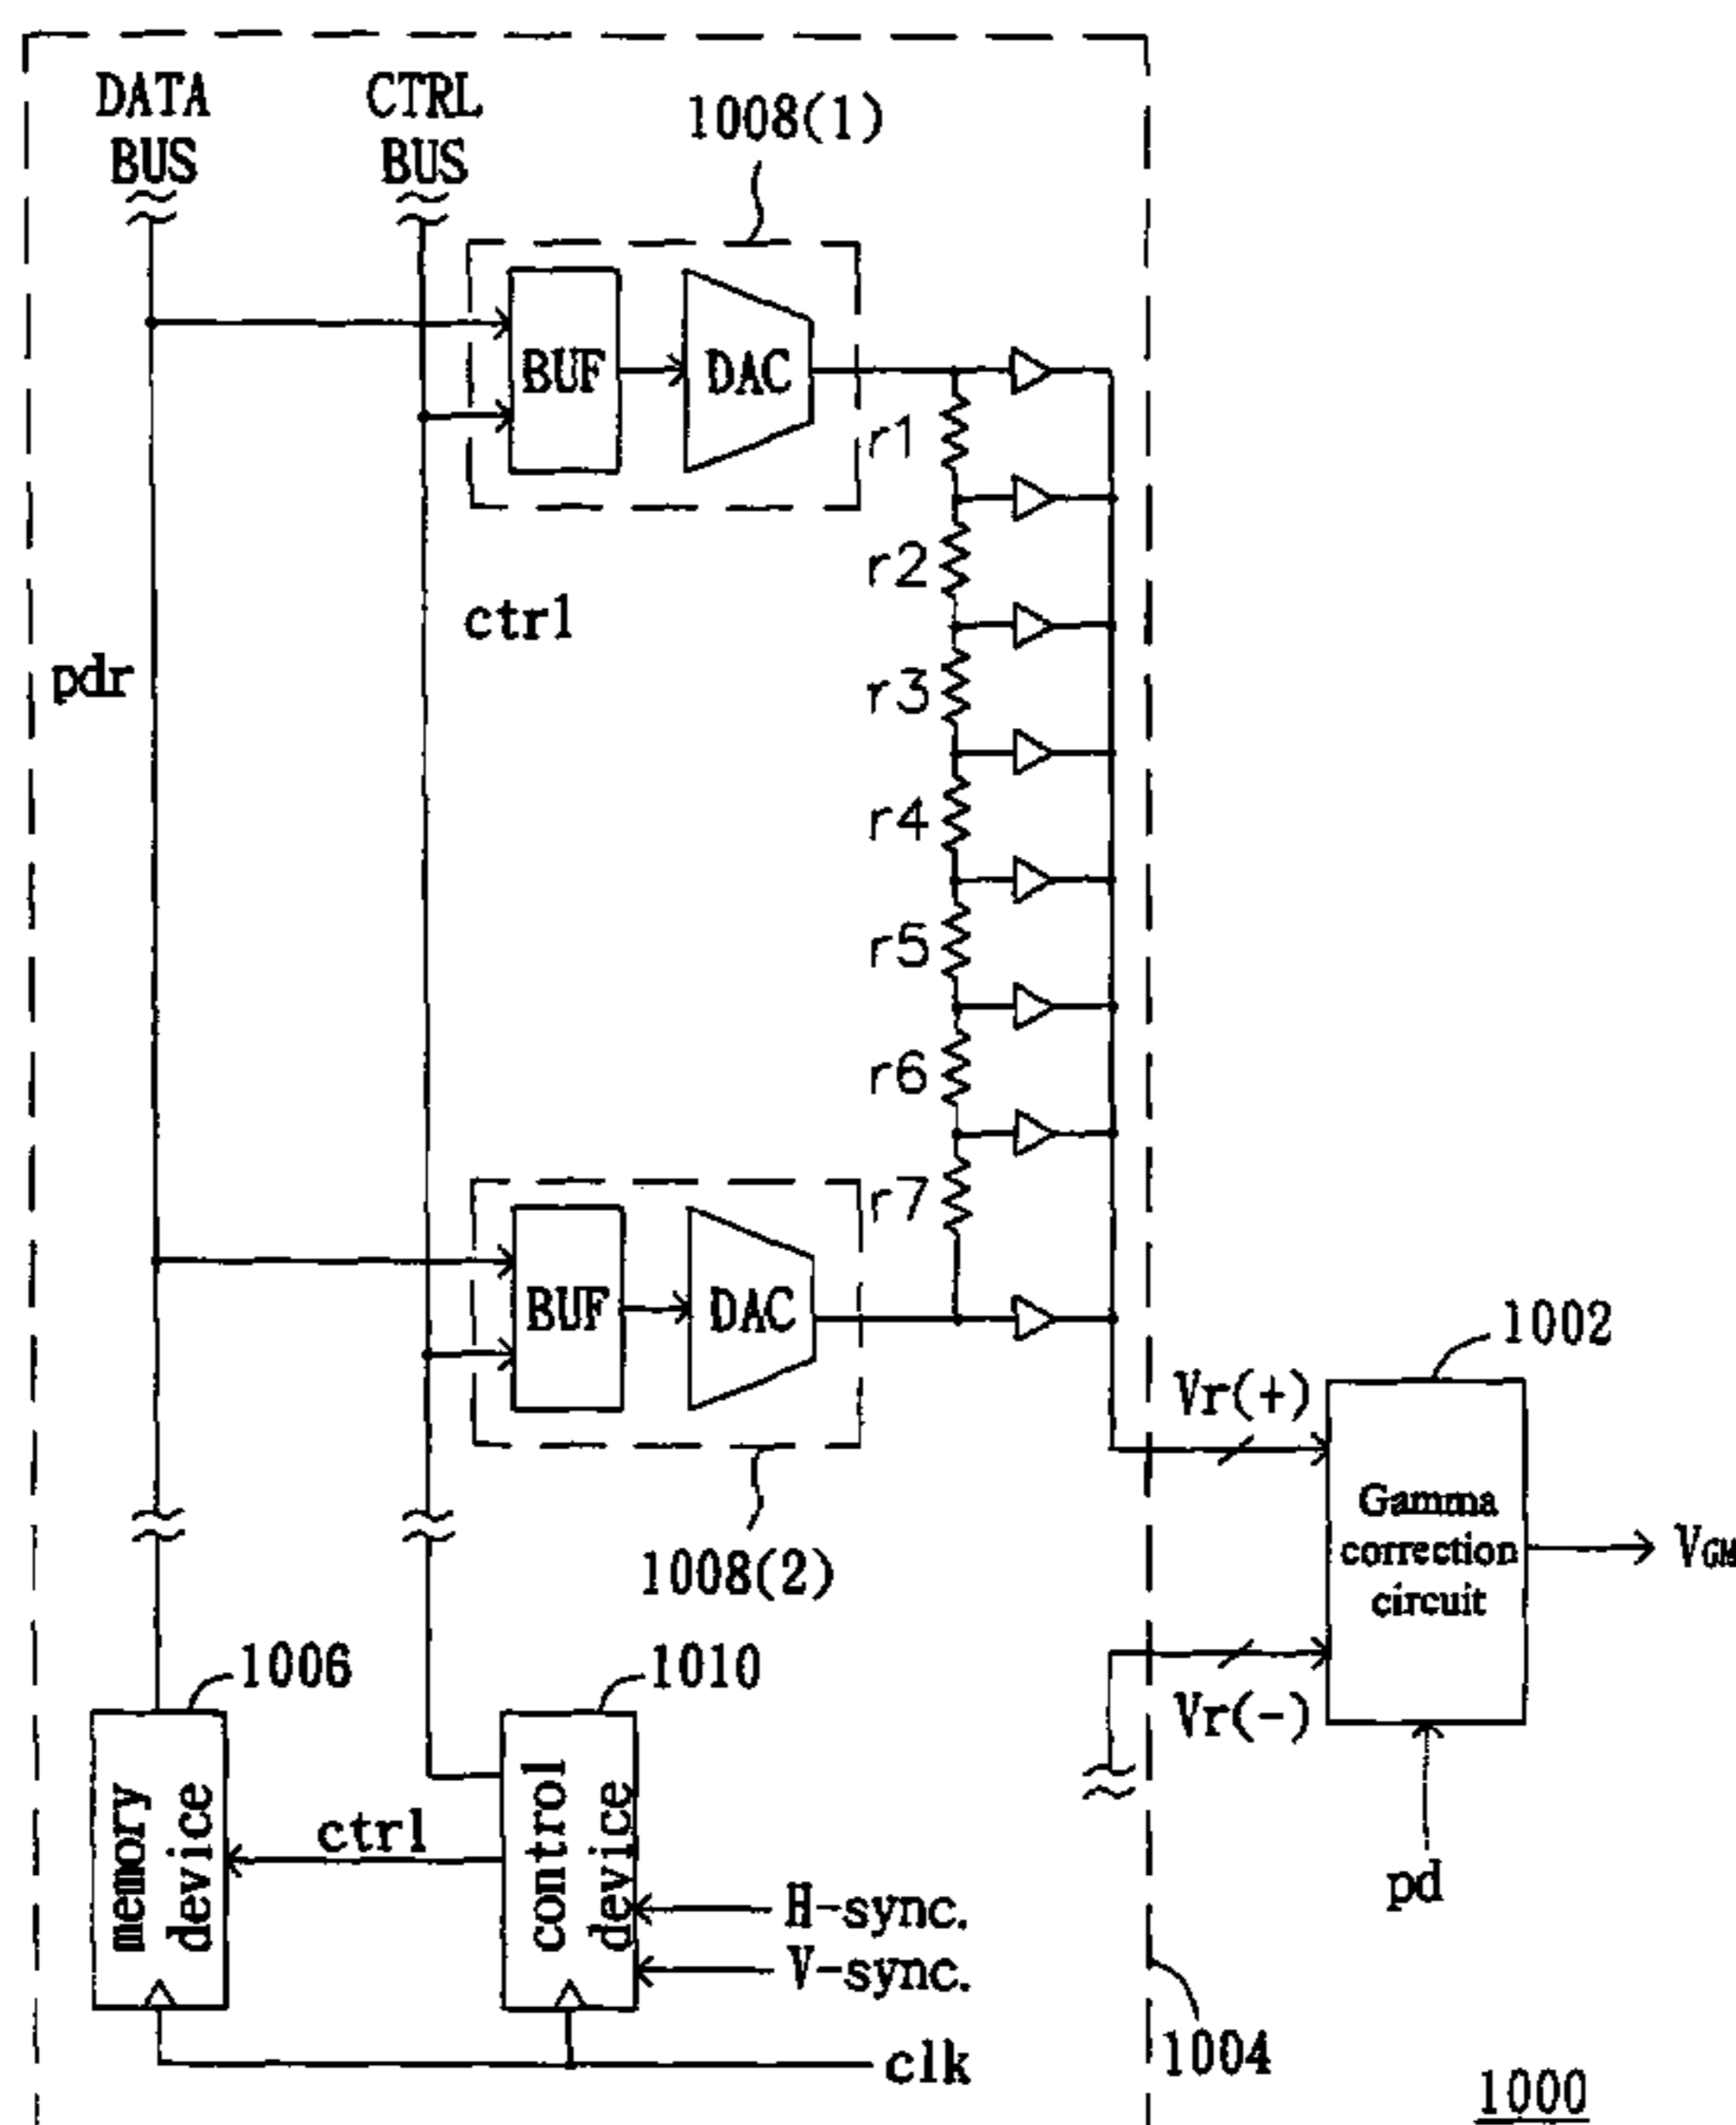 DATA
BUS
CTRL
BUS
1008(1)
BUF
DAC
r1
r2
ctrl
pdr
r3
r4
r5
r6
r7
BUF
DAC
1002
Vr(+)
Gamma
correction
circuit
1008(2)
1006
1010
Vr(-)
memory
device
ctrl
control
device
pd
H-sync.
V-sync.
clk
1004
1000